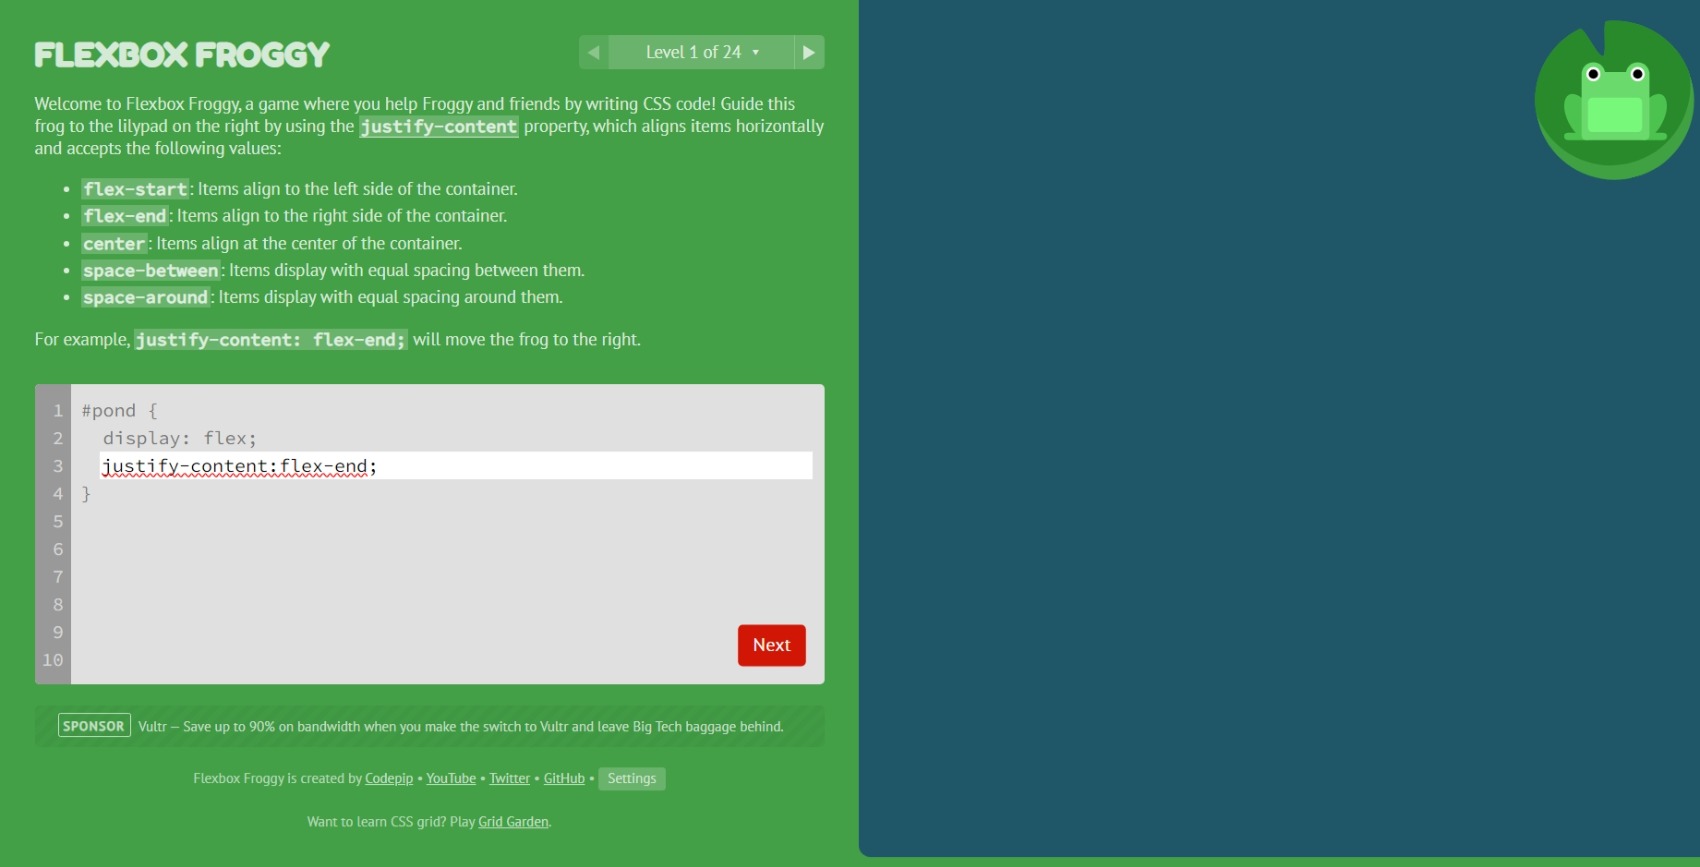 FLEXBOX FROGGY
◀ Level 1 of 24 ▾ ▶
Welcome to Flexbox Froggy, a game where you help Froggy and friends by writing CSS code! Guide this
frog to the lilypad on the right by using the justify-content property, which aligns items horizontally
and accepts the following values:
• flex-start: Items align to the left side of the container.
• flex-end: Items align to the right side of the container.
• center: Items align at the center of the container.
• space-between: Items display with equal spacing between them.
• space-around: Items display with equal spacing around them.
For example, justify-content: flex-end; will move the frog to the right.
1 #pond {
2   display: flex;
3   justify-content:flex-end;
4 }
5
6
7
8
9
10
Next
SPONSOR Vultr — Save up to 90% on bandwidth when you make the switch to Vultr and leave Big Tech baggage behind.
Flexbox Froggy is created by Codepip • YouTube • Twitter • GitHub • Settings
Want to learn CSS grid? Play Grid Garden.